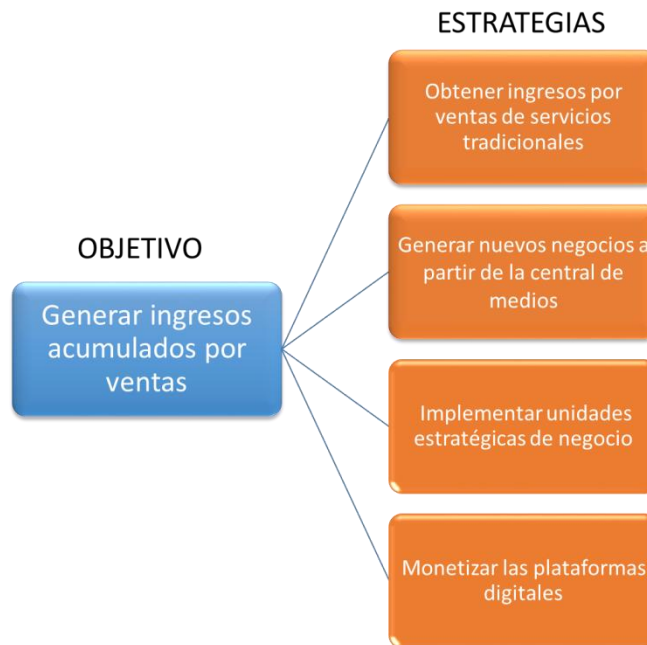 ESTRATEGIAS
Obtener ingresos por
ventas de servicios
tradicionales
OBJETIVO
Generar ingresos
acumulados por
ventas
Generar nuevos negocios a
partir de la central de
medios
Implementar unidades
estratégicas de negocio
Monetizar las plataformas
digitales